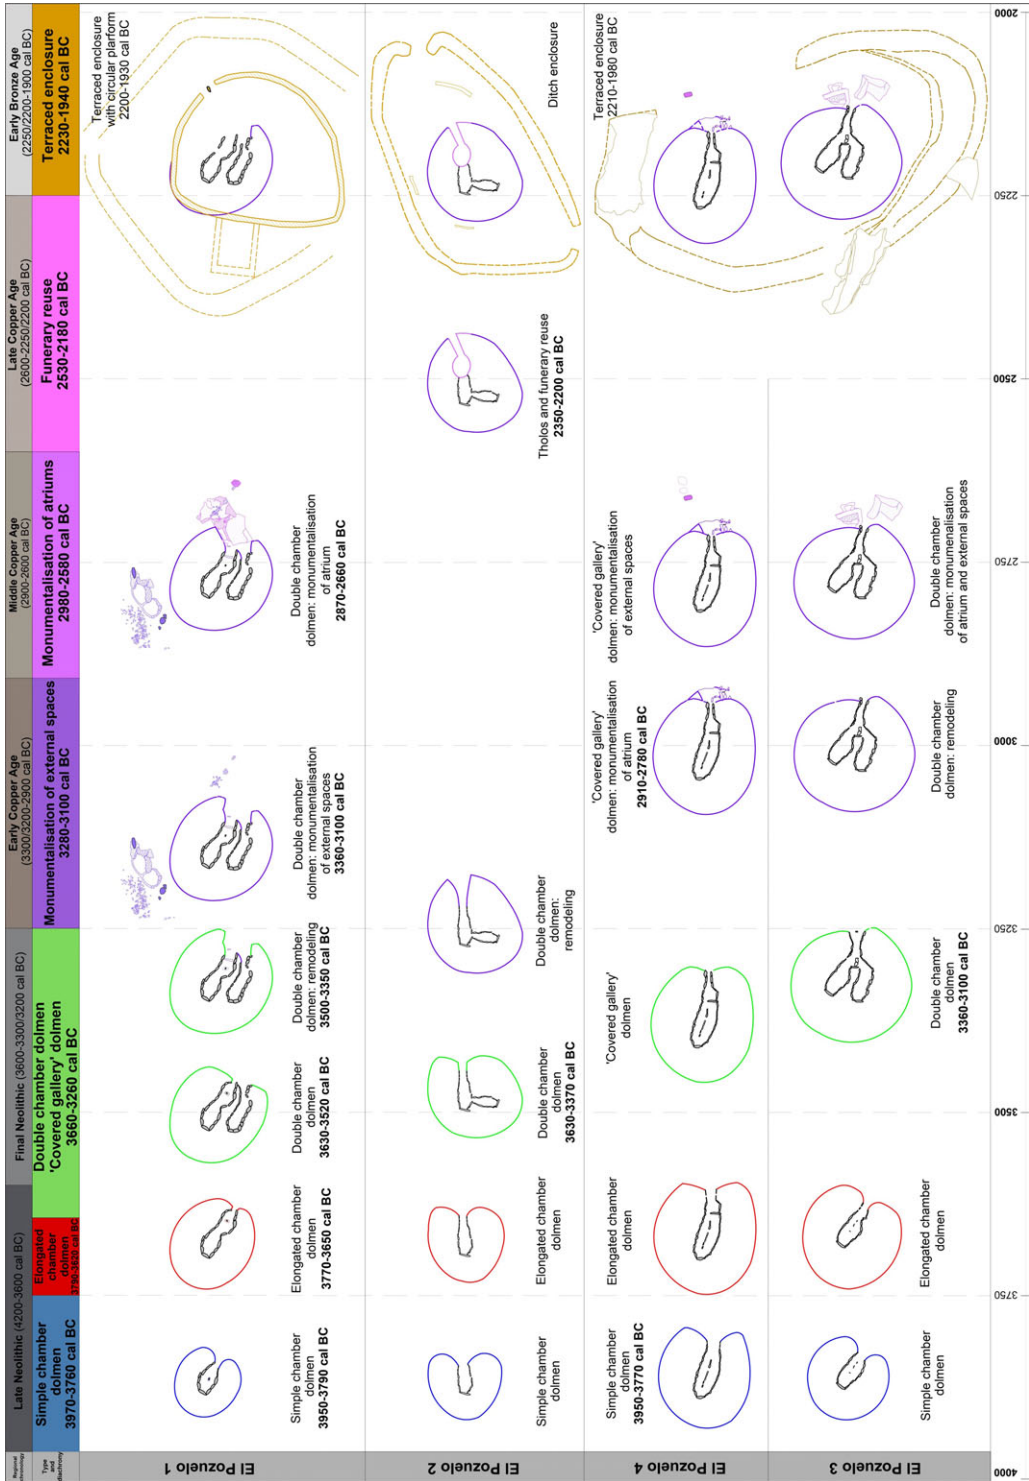 Regional
chronology
Late Neolithic (4200-3600 cal BC)
Final Neolithic (3600-3300/3200 cal BC)
Early Copper Age
(3300/3200-2900 cal BC)
Middle Copper Age
(2900-2600 cal BC)
Late Copper Age
(2600-2250/2200 cal BC)
Early Bronze Age
(2250/2200-1900 cal BC)
Type
and
diachrony
Simple chamber
dolmen
3970-3760 cal BC
Elongated
chamber
dolmen
3790-3620 cal BC
Double chamber dolmen
'Covered gallery' dolmen
3660-3260 cal BC
Monumentalisation of external spaces
3280-3100 cal BC
Monumentalisation of atriums
2980-2580 cal BC
Funerary reuse
2530-2180 cal BC
Terraced enclosure
2230-1940 cal BC
El Pozuelo 1
Simple chamber
dolmen
3950-3790 cal BC
Elongated chamber
dolmen
3770-3650 cal BC
Double chamber
dolmen
3630-3520 cal BC
Double chamber
dolmen: remodeling
3500-3350 cal BC
Double chamber
dolmen: monumentalisation
of external spaces
3360-3100 cal BC
Double chamber
dolmen: monumentalisation
of atrium
2870-2660 cal BC
Terraced enclosure
with circular plarform
2200-1930 cal BC
El Pozuelo 2
Simple chamber
dolmen
Elongated chamber
dolmen
Double chamber
dolmen
3630-3370 cal BC
Double chamber
dolmen:
remodeling
Tholos and funerary reuse
2350-2200 cal BC
Ditch enclosure
El Pozuelo 4
Simple chamber
dolmen
3950-3770 cal BC
Elongated chamber
dolmen
'Covered gallery'
dolmen
'Covered gallery'
dolmen: monumentalisation
of atrium
2910-2780 cal BC
'Covered gallery'
dolmen: monumentalisation
of external spaces
Terraced enclosure
2210-1980 cal BC
El Pozuelo 3
Simple chamber
dolmen
Elongated chamber
dolmen
Double chamber
dolmen
3360-3100 cal BC
Double chamber
dolmen: remodeling
Double chamber
dolmen: monumenalisation
of atrium and external spaces
4000
3750
3500
3250
3000
2750
2500
2250
2000